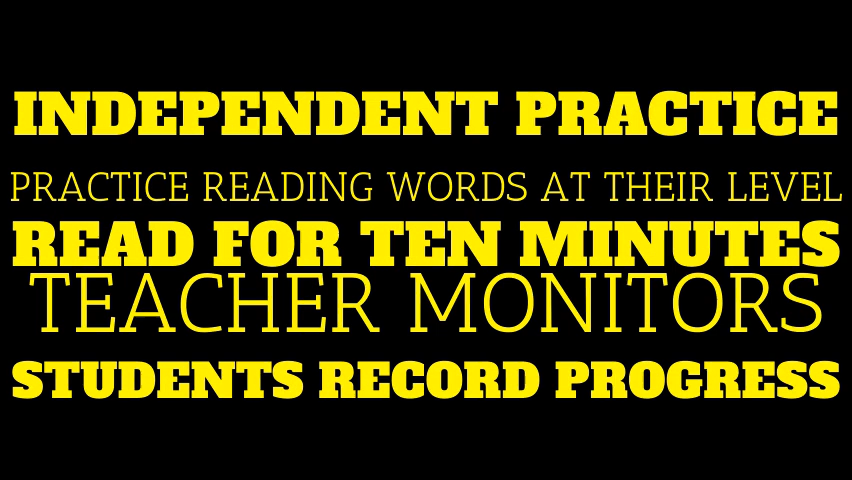 INDEPENDENT PRACTICE
PRACTICE READING WORDS AT THEIR LEVEL
READ FOR TEN MINUTES
TEACHER MONITORS
STUDENTS RECORD PROGRESS